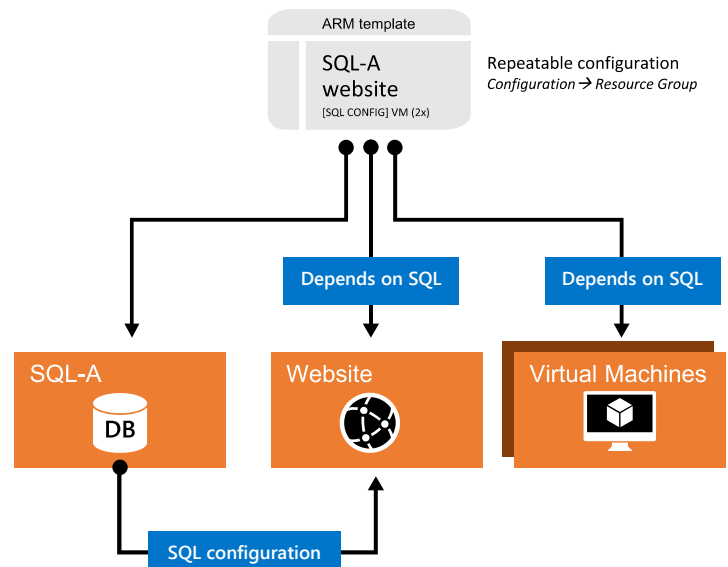 ARM template
SQL-A
website
[SQL CONFIG] VM (2x)
Repeatable configuration
Configuration → Resource Group
Depends on SQL
Depends on SQL
SQL-A
DB
Website
Virtual Machines
SQL configuration